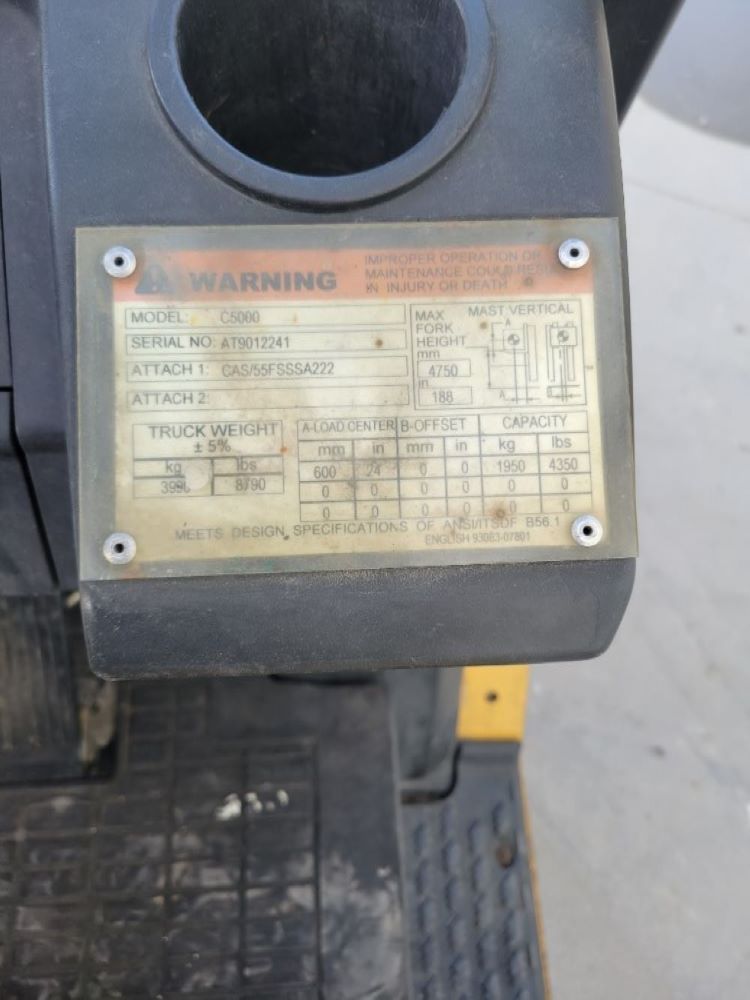 WARNING
IMPROPER OPERATION OR
MAINTENANCE COULD RESU
IN INJURY OR DEATH
MODEL: C5000
SERIAL NO: AT9012241
ATTACH 1: CAS/55FSSSA222
ATTACH 2:
MAX
FORK
HEIGHT
mm
4750
in
188
MAST VERTICAL
A
A
TRUCK WEIGHT
± 5%
kg lbs
8790
A-LOAD CENTER B-OFFSET CAPACITY
mm in mm in kg lbs
600 24 0 0 1950 4350
0 0 0 0 0 0
0 0 0 0 0 0
MEETS DESIGN SPECIFICATIONS OF ANSI/ITSDF B56.1
ENGLISH 93083-07801